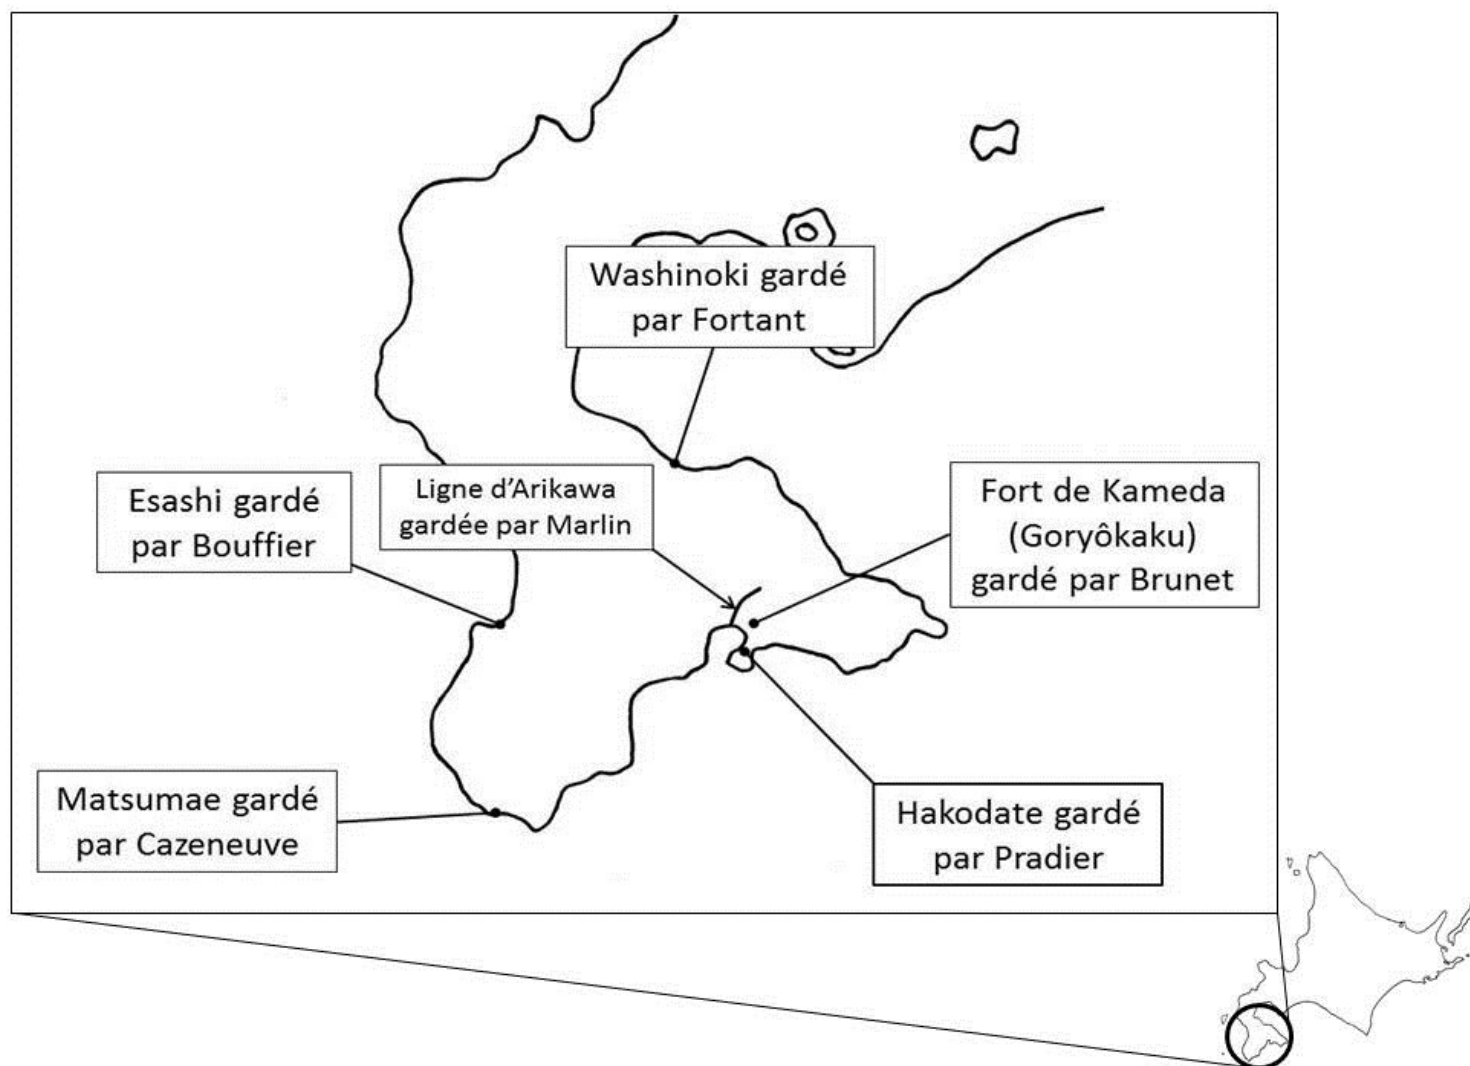 Washinoki gardé
par Fortant
Esashi gardé
par Bouffier
Ligne d’Arikawa
gardée par Marlin
Fort de Kameda
(Goryôkaku)
gardé par Brunet
Matsumae gardé
par Cazeneuve
Hakodate gardé
par Pradier